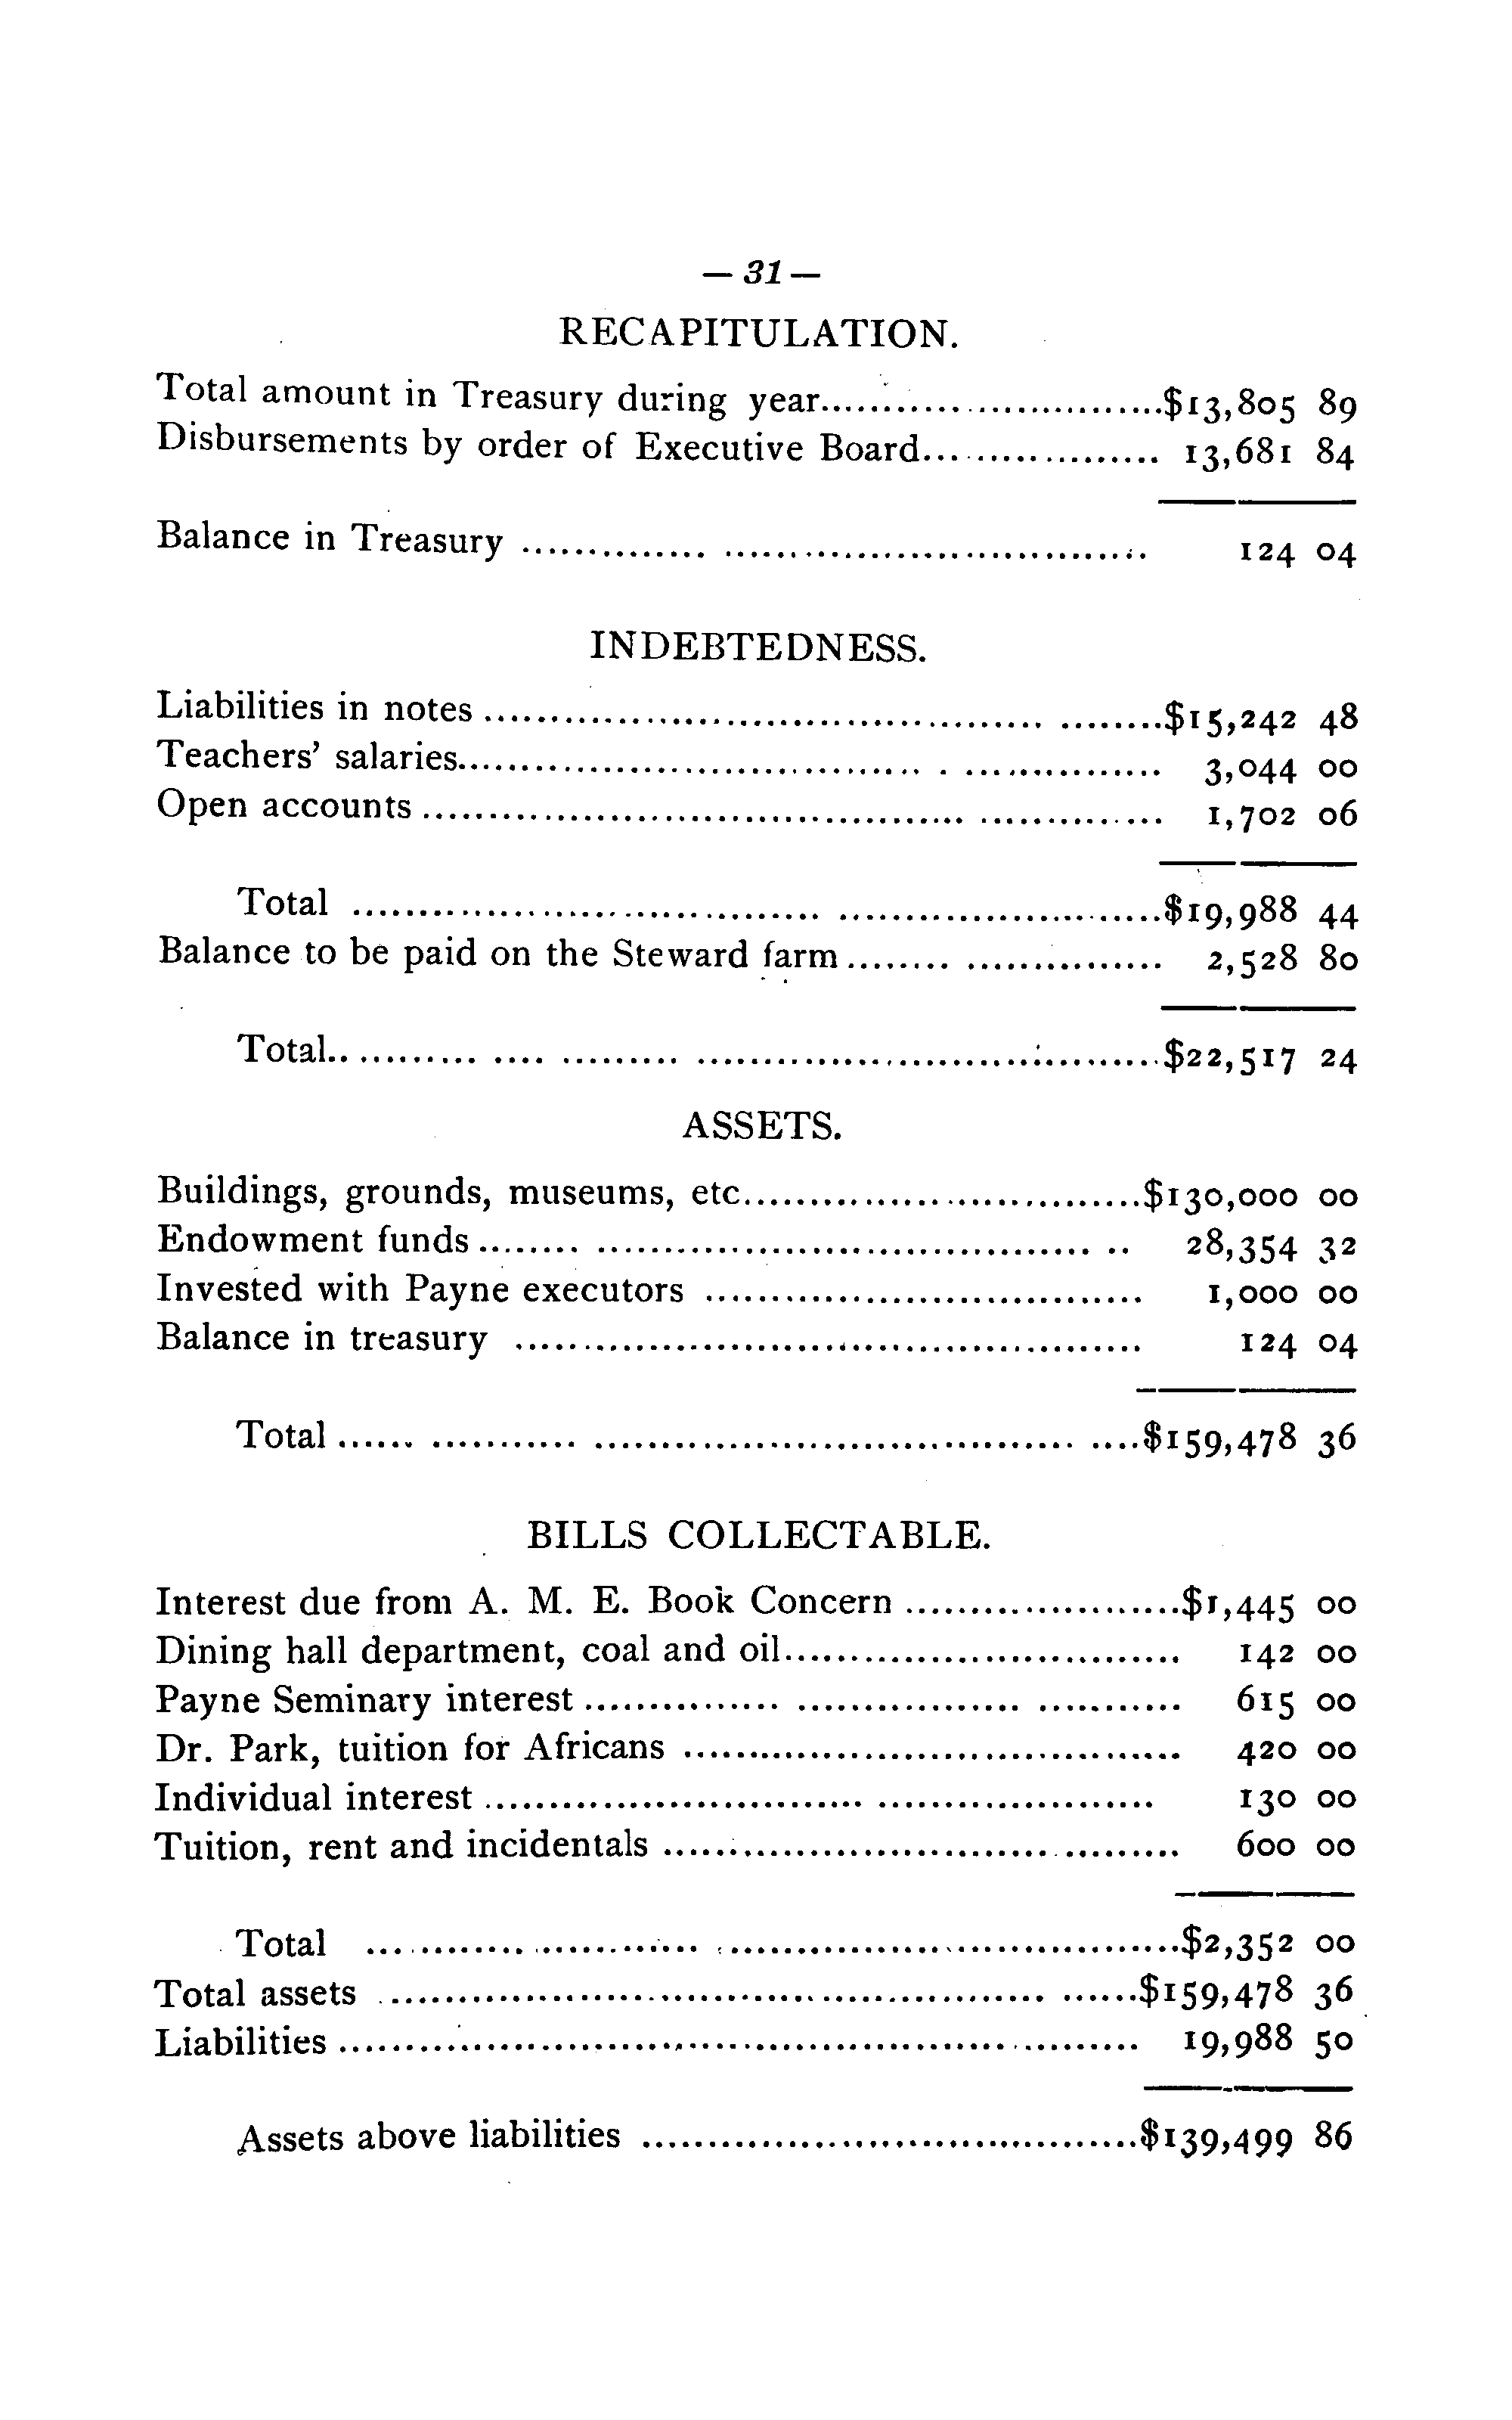 — 31 —
RECAPITULATION.
Total amount in Treasury during year..............................$13,805 89
Disbursements by order of Executive Board.................. 13,681 84
Balance in Treasury .............................................. 124 04
INDEBTEDNESS.
Liabilities in notes ..................................................$15,242 48
Teachers' salaries.................................................... 3,044 00
Open accounts ....................................................... 1,702 06
Total ............................................................$19,988 44
Balance to be paid on the Steward farm ....................... 2,528 80
Total..............................................................$22,517 24
ASSETS.
Buildings, grounds, museums, etc..............................$130,000 00
Endowment funds ................................................ 28,354 32
Invested with Payne executors ................................. 1,000 00
Balance in treasury ............................................... 124 04
Total ...........................................................$159,478 36
BILLS COLLECTABLE.
Interest due from A. M. E. Book Concern .....................$1,445 00
Dining hall department, coal and oil.............................. 142 00
Payne Seminary interest ........................................... 615 00
Dr. Park, tuition for Africans ...................................... 420 00
Individual interest ................................................. 130 00
Tuition, rent and incidentals ....................................... 600 00
Total ............................................................$2,352 00
Total assets ........................................................$159,478 36
Liabilities ............................................................ 19,988 50
Assets above liabilities .....................................$139,499 86